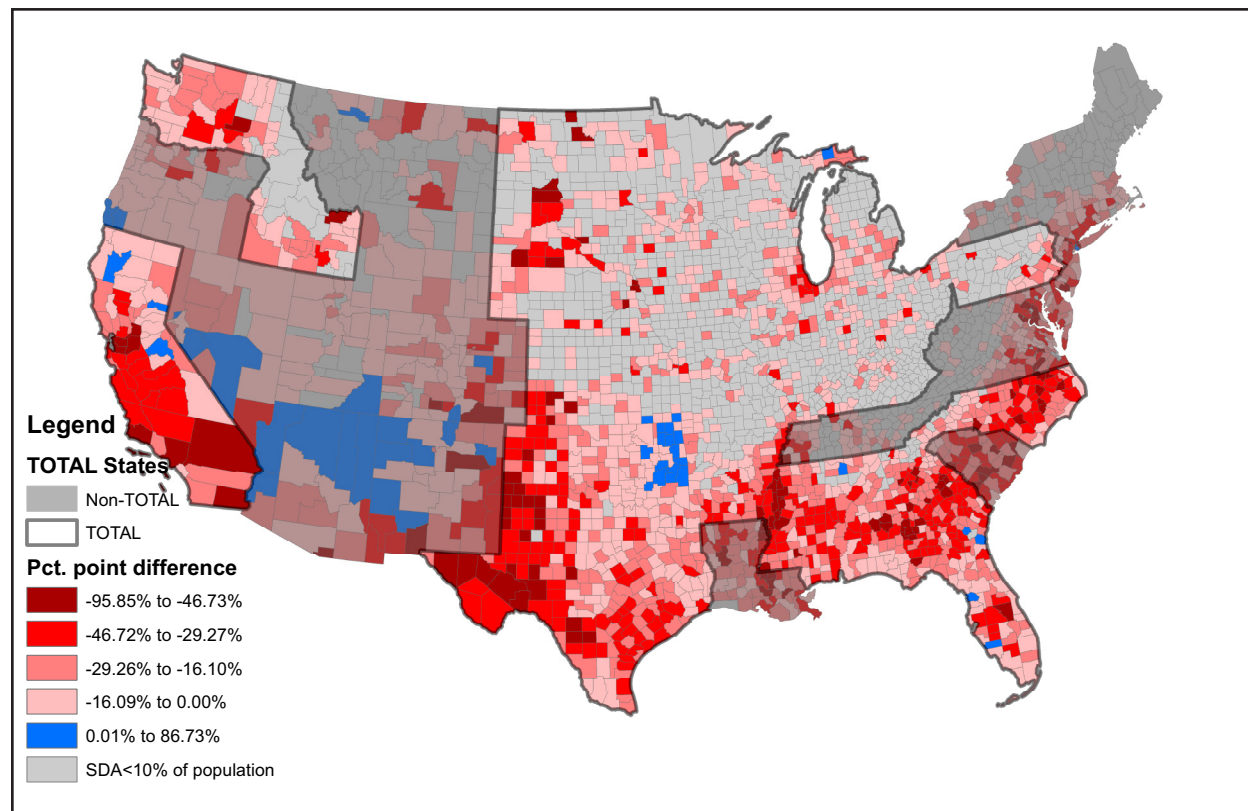 Legend
TOTAL States
Non-TOTAL
TOTAL
Pct. point difference
-95.85% to -46.73%
-46.72% to -29.27%
-29.26% to -16.10%
-16.09% to 0.00%
0.01% to 86.73%
SDA<10% of population